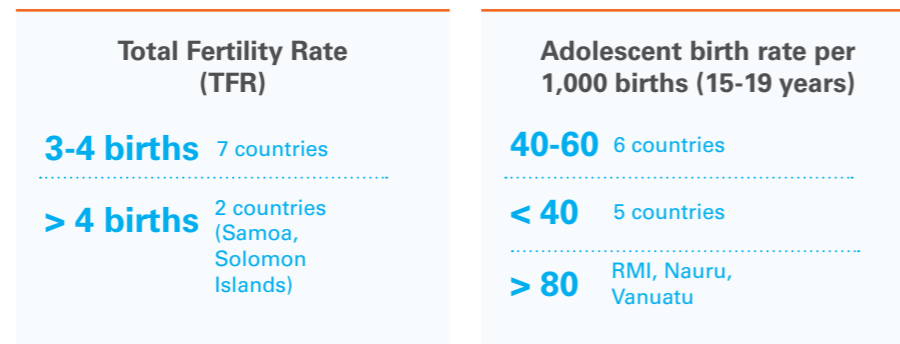 Total Fertility Rate
(TFR)
3-4 births 7 countries
> 4 births 2 countries
(Samoa,
Solomon
Islands)
Adolescent birth rate per
1,000 births (15-19 years)
40-60 6 countries
< 40 5 countries
> 80 RMI, Nauru,
Vanuatu